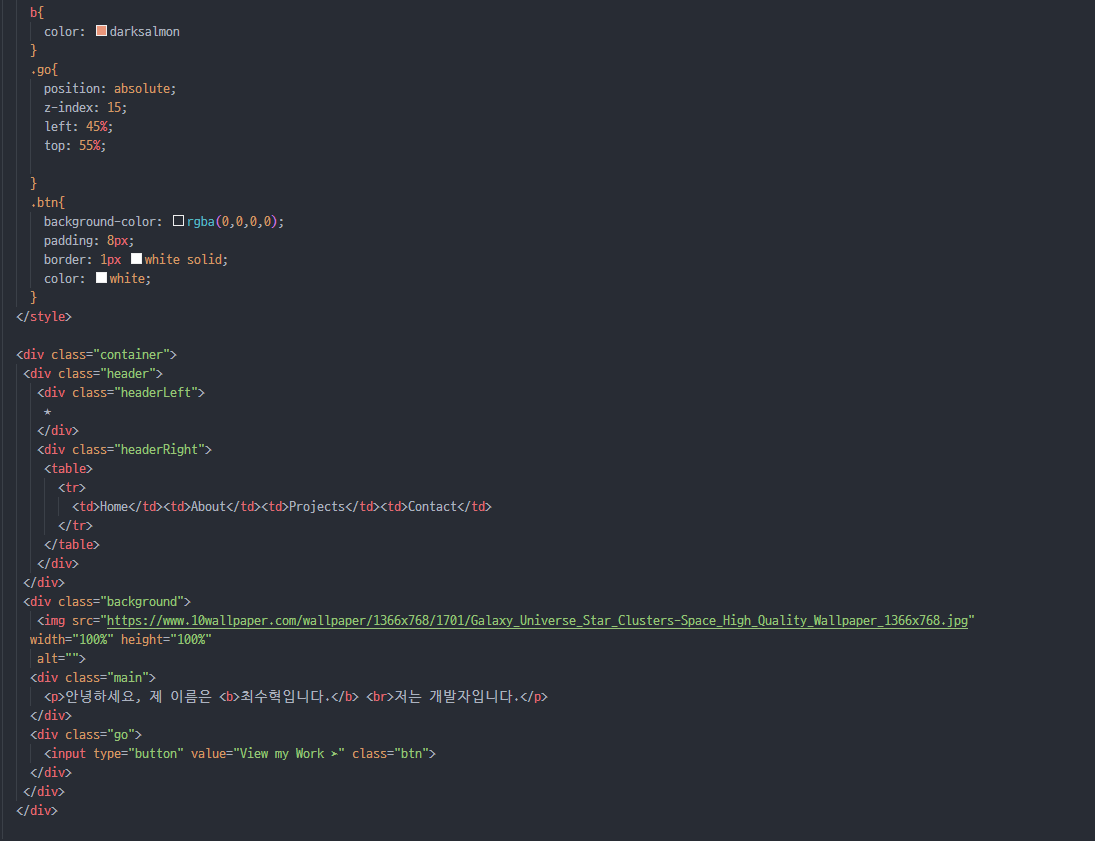 b{
color: darksalmon
}
.go{
position: absolute;
z-index: 15;
left: 45%;
top: 55%;
}
.btn{
background-color: rgba(0,0,0,0);
padding: 8px;
border: 1px white solid;
color: white;
}
</style>
<div class="container">
<div class="header">
<div class="headerLeft">
*
</div>
<div class="headerRight">
<table>
<tr>
<td>Home</td><td>About</td><td>Projects</td><td>Contact</td>
</tr>
</table>
</div>
</div>
<div class="background">
<img src="https://www.10wallpaper.com/wallpaper/1366x768/1701/Galaxy_Universe_Star_Clusters-Space_High_Quality_Wallpaper_1366x768.jpg"
width="100%" height="100%"
alt="">
<div class="main">
<p>안녕하세요, 제 이름은 <b>최수혁입니다.</b> <br>저는 개발자입니다.</p>
</div>
<div class="go">
<input type="button" value="View my Work ➤" class="btn">
</div>
</div>
</div>